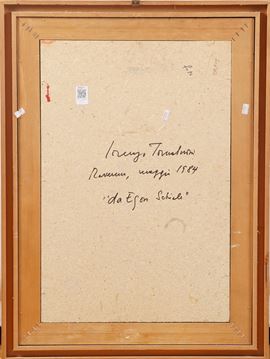 Lorenzo Tornabuoni
Ravenna, maggio 1984
"da Egon Schiele"